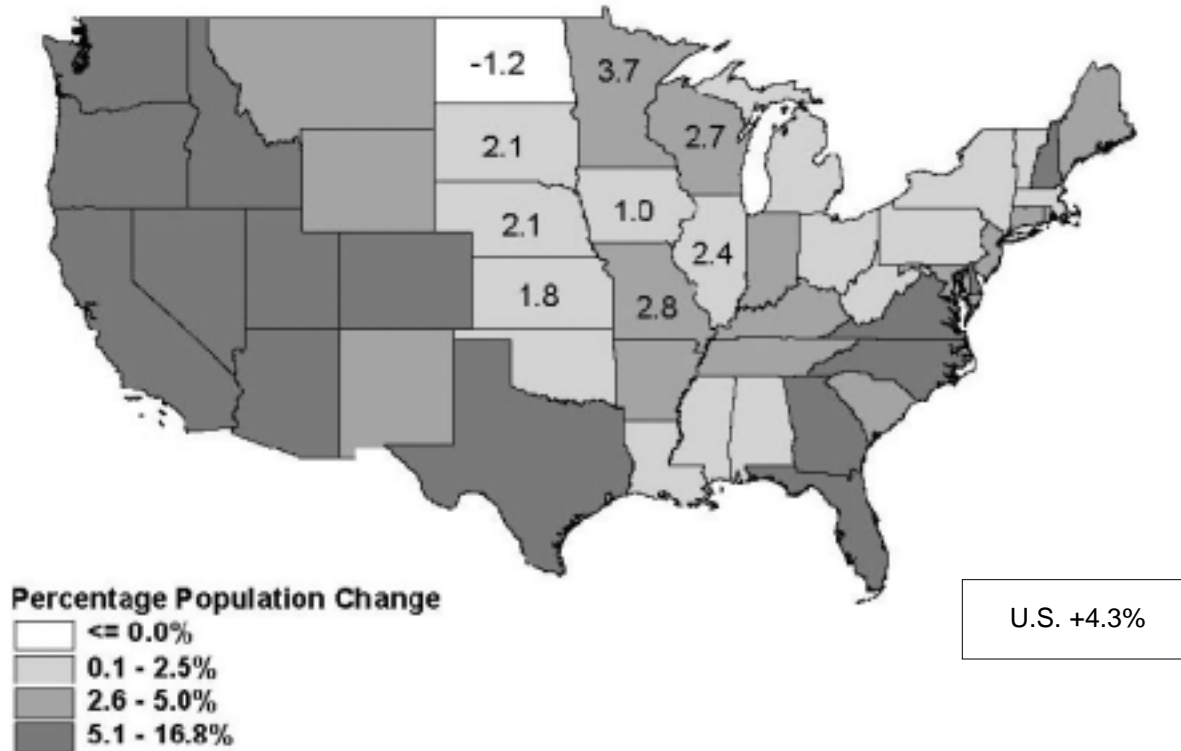 -1.2
3.7
2.1
2.7
2.1
1.0
2.4
1.8
2.8
Percentage Population Change
<= 0.0%
0.1 - 2.5%
2.6 - 5.0%
5.1 - 16.8%
U.S. +4.3%